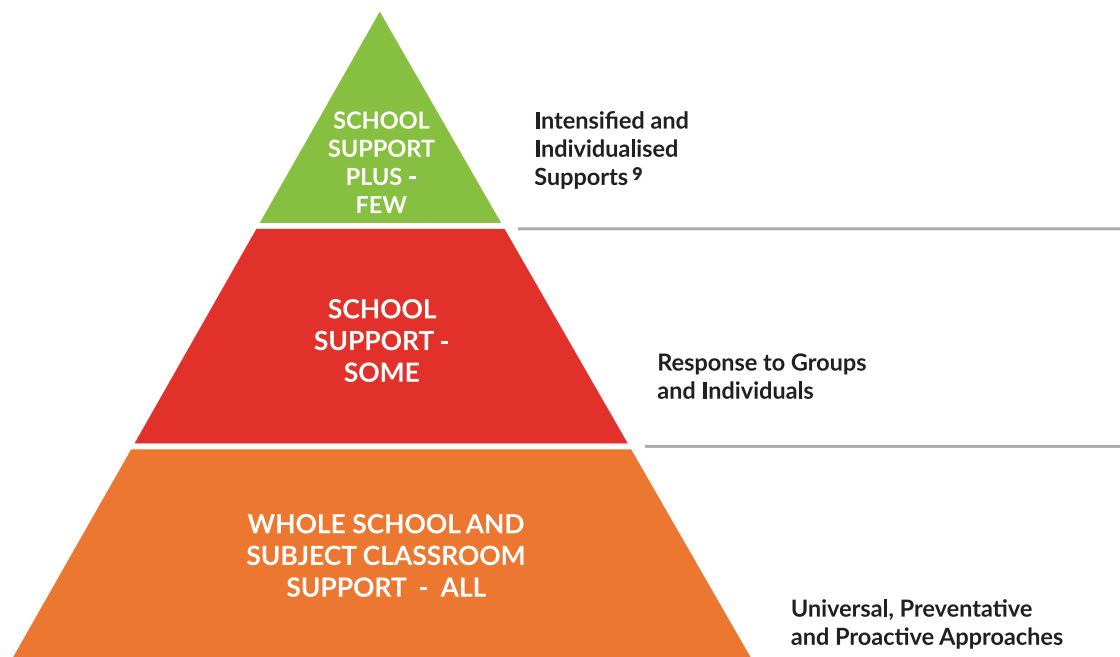 SCHOOL
SUPPORT
PLUS -
FEW
Intensified and
Individualised
Supports 9
SCHOOL
SUPPORT -
SOME
Response to Groups
and Individuals
WHOLE SCHOOL AND
SUBJECT CLASSROOM
SUPPORT - ALL
Universal, Preventative
and Proactive Approaches